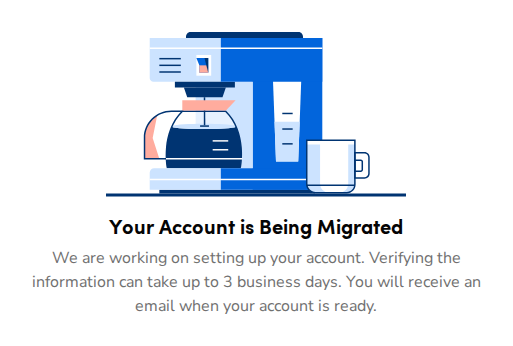 Your Account is Being Migrated
We are working on setting up your account. Verifying the
information can take up to 3 business days. You will receive an
email when your account is ready.